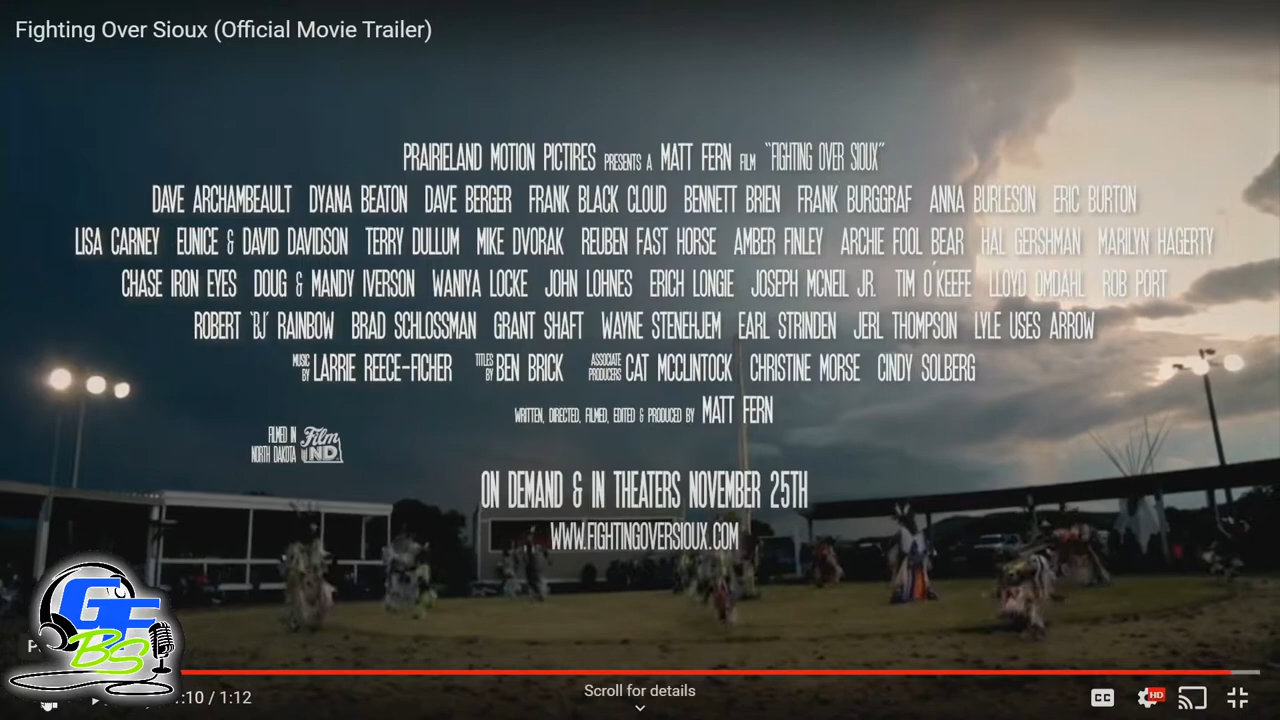 Fighting Over Sioux (Official Movie Trailer)
PRAIRIELAND MOTION PICTIRES PRESENTS A MATT FERN FILM "FIGHTING OVER SIOUX"
DAVE ARCHAMBEAULT DYANA BEATON DAVE BERGER FRANK BLACK CLOUD BENNETT BRIEN FRANK BURGGRAF ANNA BURLESON ERIC BURTON
LISA CARNEY EUNICE & DAVID DAVIDSON TERRY DULLUM MIKE DVORAK REUBEN FAST HORSE AMBER FINLEY ARCHIE FOOL BEAR HAL GERSHMAN MARILYN HAGERTY
CHASE IRON EYES DOUG & MANDY IVERSON WANIYA LOCKE JOHN LOHNES ERICH LONGIE JOSEPH MCNEIL JR. TIM O'KEEFE LLOYD OMDAHL ROB PORT
ROBERT 'BJ' RAINBOW BRAD SCHLOSSMAN GRANT SHAFT WAYNE STENEHJEM EARL STRINDEN JERL THOMPSON LYLE USES ARROW
MUSIC BY LARRIE REECE-FICHER TITLES BY BEN BRICK ASSOCIATE PRODUCERS CAT MCCLINTOCK CHRISTINE MORSE CINDY SOLBERG
WRITTEN, DIRECTED, FILMED, EDITED & PRODUCED BY MATT FERN
FILMED IN
NORTH DAKOTA
Film
ND
ON DEMAND & IN THEATERS NOVEMBER 25TH
WWW.FIGHTINGOVERSIOUX.COM
GF
BS
:10 / 1:12
Scroll for details
CC
HD